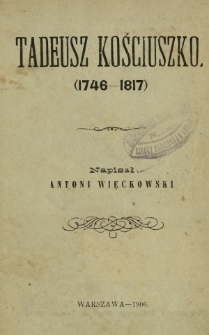 TADEUSZ KOŚCIUSZKO.
(1746—1817)
Napisał
ANTONI WIĘCKOWSKI
WARSZAWA—1906.